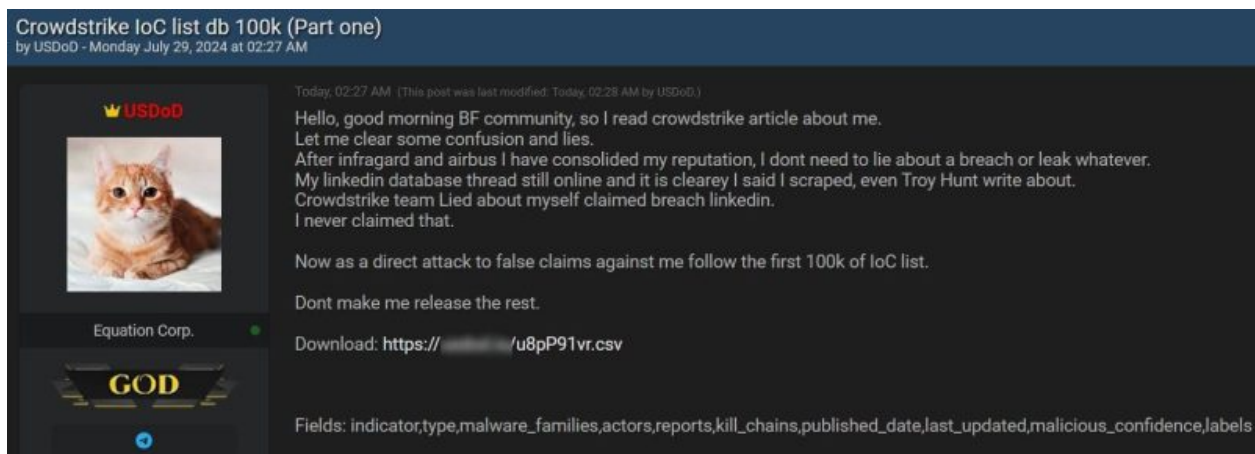 Crowdstrike IoC list db 100k (Part one)
by USDoD - Monday July 29, 2024 at 02:27 AM
USDoD
Equation Corp.
GOD
Today, 02:27 AM (This post was last modified: Today, 02:28 AM by USDoD.)
Hello, good morning BF community, so I read crowdstrike article about me.
Let me clear some confusion and lies.
After infragard and airbus I have consolided my reputation, I dont need to lie about a breach or leak whatever.
My linkedin database thread still online and it is clearey I said I scraped, even Troy Hunt write about.
Crowdstrike team Lied about myself claimed breach linkedin.
I never claimed that.
Now as a direct attack to false claims against me follow the first 100k of IoC list.
Dont make me release the rest.
Download: https:// /u8pP91vr.csv
Fields: indicator,type,malware_families,actors,reports,kill_chains,published_date,last_updated,malicious_confidence,labels